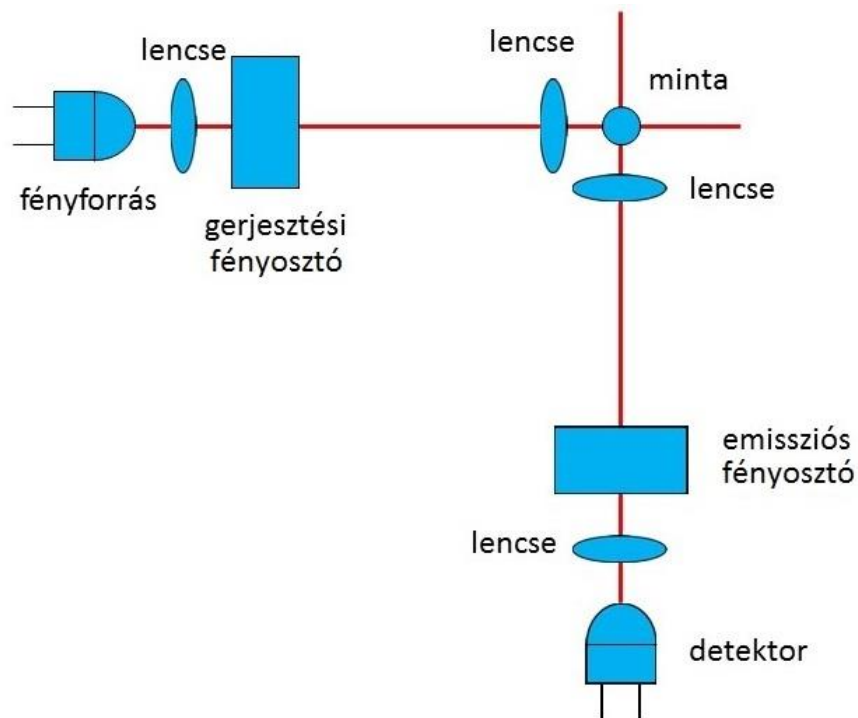 lencse
lencse
minta
fényforrás
lencse
gerjesztési
fényosztó
emissziós
fényosztó
lencse
detektor